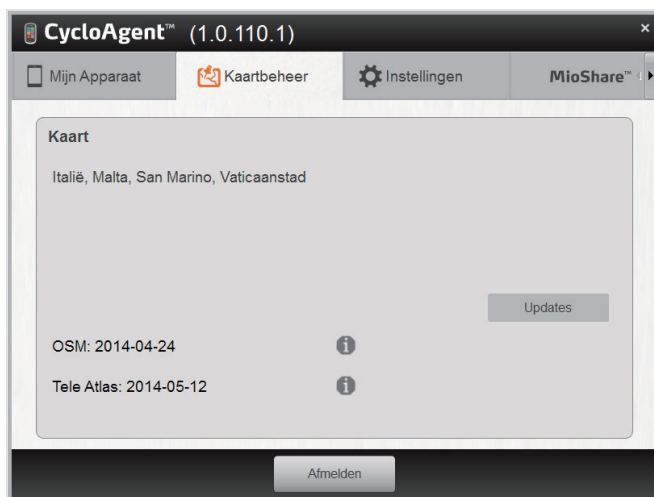 CycloAgent™ (1.0.110.1)
Mijn Apparaat Kaartbeheer Instellingen MioShare™
Kaart
Italië, Malta, San Marino, Vaticaanstad
Updates
OSM: 2014-04-24
Tele Atlas: 2014-05-12
Afmelden